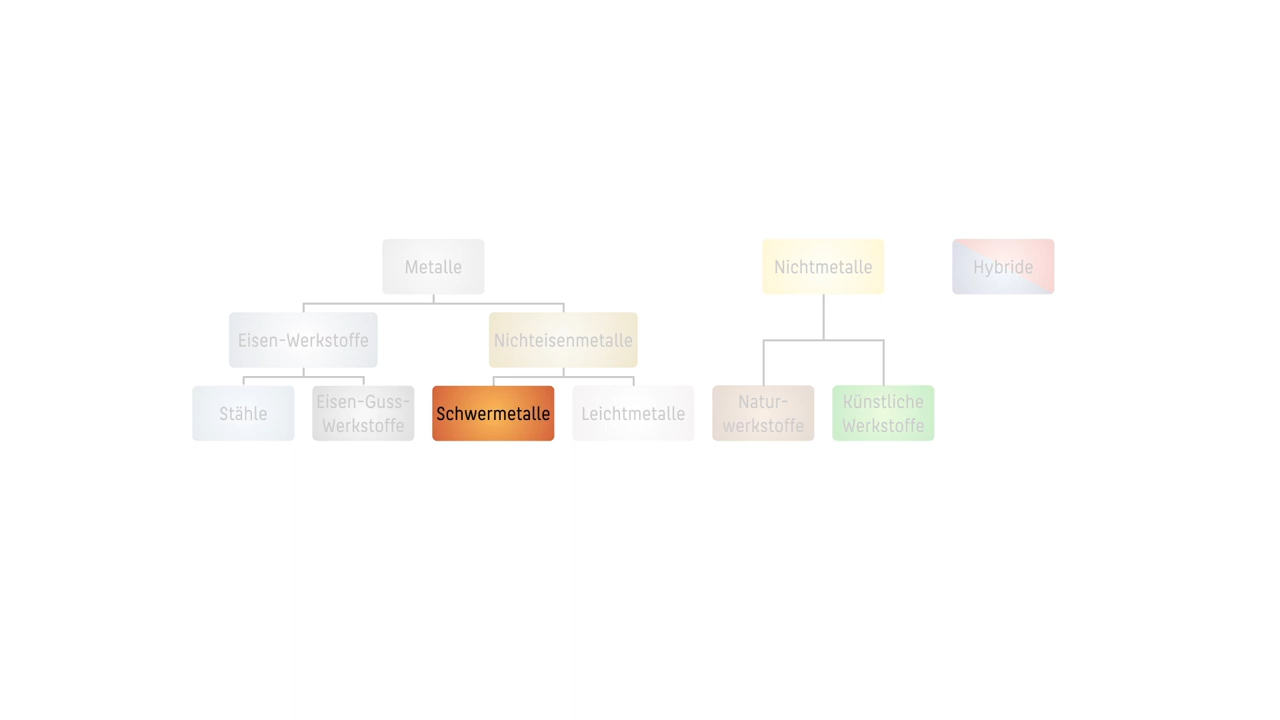 Metalle
Nichtmetalle
Hybride
Eisen-Werkstoffe
Nichteisenmetalle
Stähle
Eisen-Guss-
Werkstoffe
Schwermetalle
Leichtmetalle
Natur-
werkstoffe
Künstliche
Werkstoffe